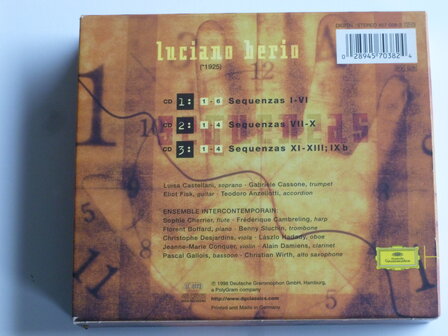 DIGITAL STEREO 457 038-2
luciano berio
(*1925)
0 28945 70382 4
12
CD 1: 1-6 Sequenzas I-VI
CD 2: 1-4 Sequenzas VII-X
CD 3: 1-4 Sequenzas XI-XIII; IX b
Luisa Castellani, soprano - Gabriele Cassone, trumpet
Eliot Fisk, guitar - Teodoro Anzellotti, accordion
ENSEMBLE INTERCONTEMPORAIN:
Sophie Cherrier, flute - Frédérique Cambreling, harp
Florent Boffard, piano - Benny Sluchin, trombone
Christophe Desjardins, viola - László Hadady, oboe
Jeanne-Marie Conquer, violin - Alain Damiens, clarinet
Pascal Gallois, bassoon - Christian Wirth, alto saxophone
Deutsche Grammophon
℗ 1998 Deutsche Grammophon GmbH, Hamburg,
a PolyGram company
http://www.dgclassics.com
Printed and Made in Germany